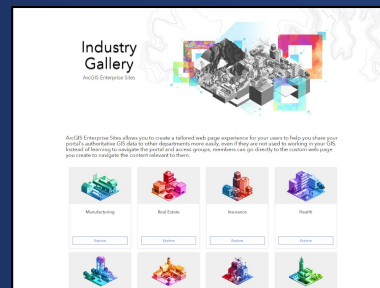 Industry
Gallery
ArcGIS Enterprise Sites
ArcGIS Enterprise Sites allows you to create a tailored web page experience for your users to help you share your
portal's authoritative GIS data to other departments more easily, even if they are not used to working in your GIS.
Instead of learning to navigate the portal and access groups, members can go directly to the custom web page
you create to navigate the content relevant to them.
Manufacturing Real Estate Insurance Health
Explore Explore Explore Explore